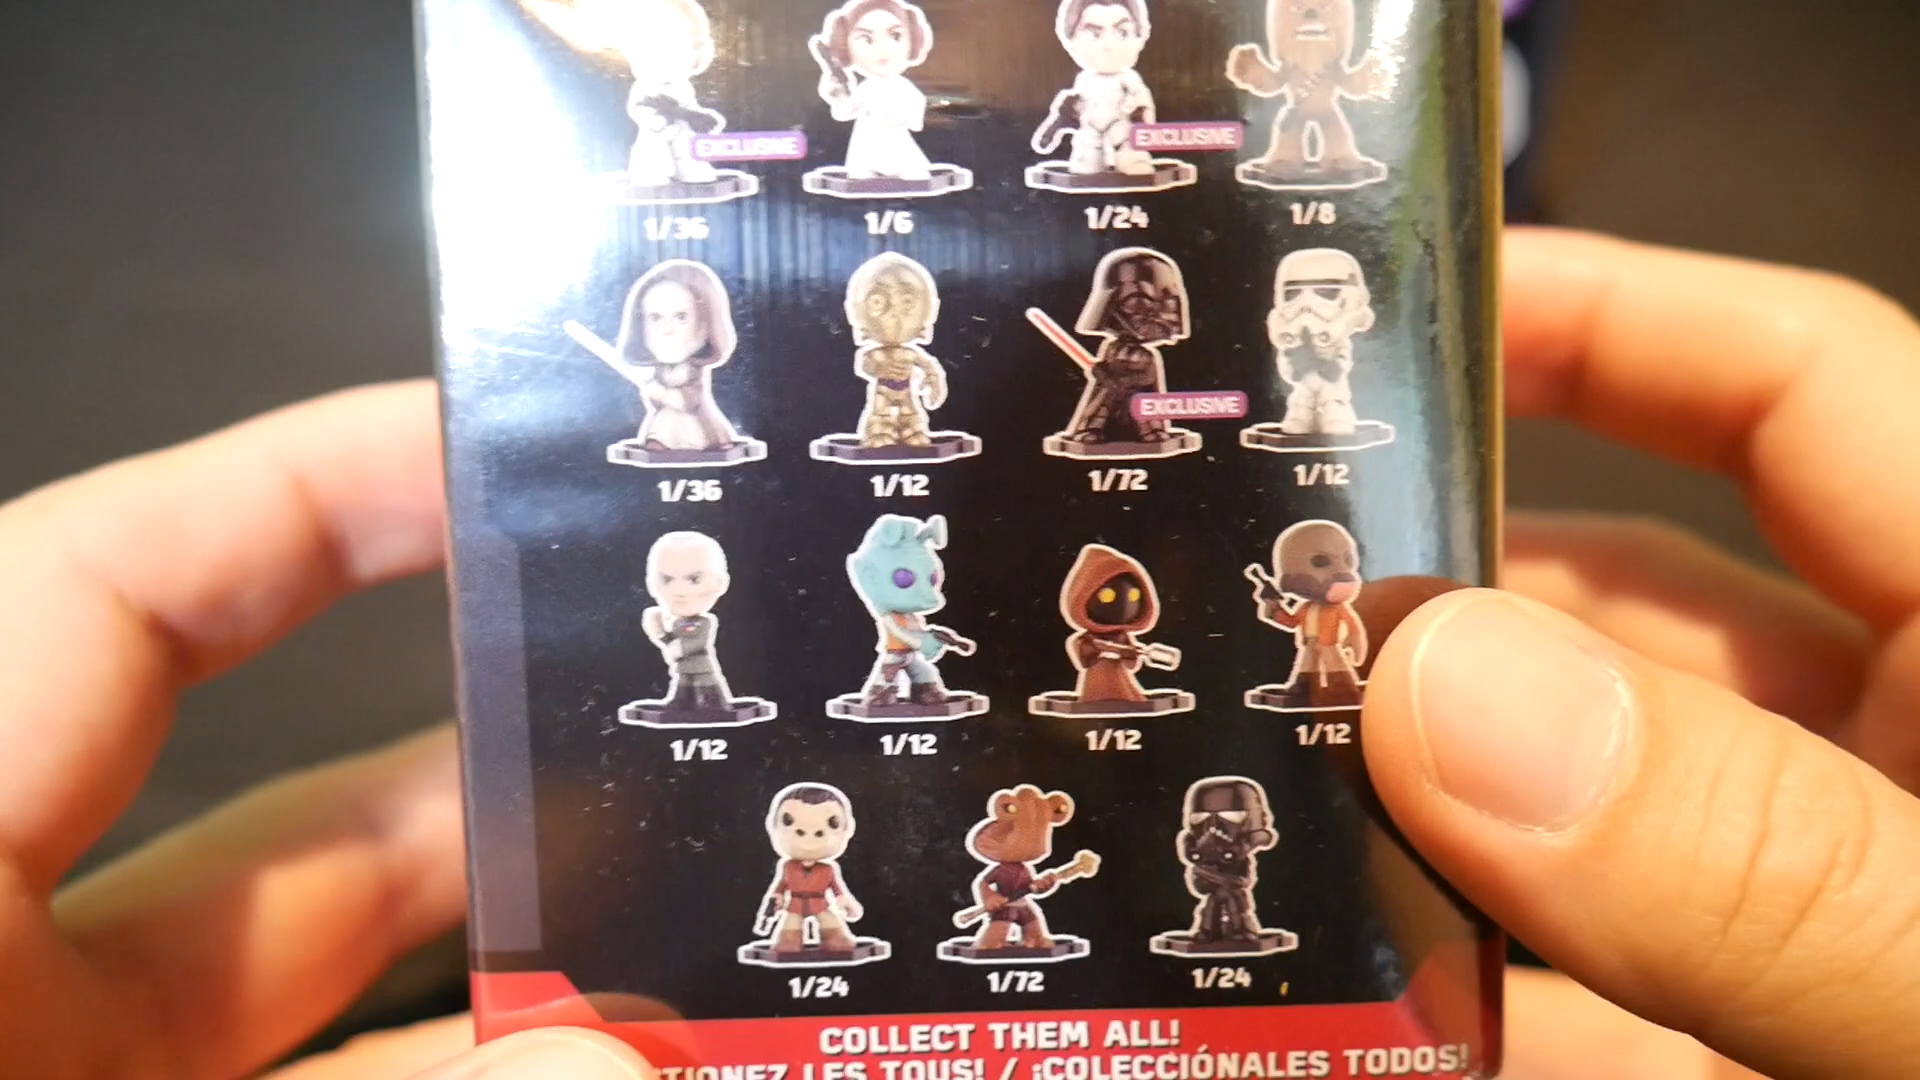 EXCLUSIVE EXCLUSIVE
1/36 1/6 1/24 1/8
EXCLUSIVE
1/36 1/12 1/72 1/12
1/12 1/12 1/12 1/12
1/24 1/72 1/24
COLLECT THEM ALL!
LES TOUS! / ¡COLECCIÓNALES TODOS!